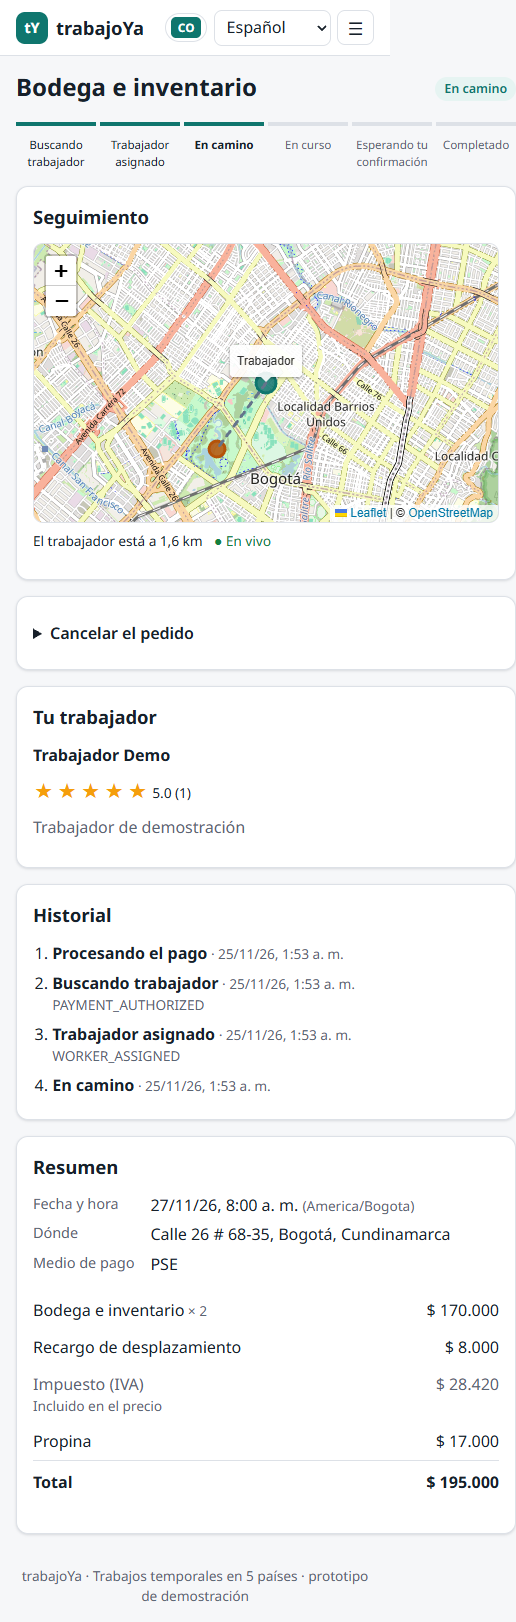 tY trabajoYa CO Español ☰
Bodega e inventario En camino
Buscando trabajador
Trabajador asignado
En camino
En curso
Esperando tu confirmación
Completado
Seguimiento
+
−
Avenida Calle 26
Canal Rionegro
Trabajador
Calle 76
Avenida Carrera 72
Canal Bojacá
Localidad Barrios
Unidos
Calle 66
Canal San Francisco
Avenida Calle 26
Bogotá
Localidad C
Leaflet | © OpenStreetMap
El trabajador está a 1,6 km ● En vivo
▶ Cancelar el pedido
Tu trabajador
Trabajador Demo
★ ★ ★ ★ ★ 5.0 (1)
Trabajador de demostración
Historial
1. Procesando el pago · 25/11/26, 1:53 a. m.
2. Buscando trabajador · 25/11/26, 1:53 a. m.
PAYMENT_AUTHORIZED
3. Trabajador asignado · 25/11/26, 1:53 a. m.
WORKER_ASSIGNED
4. En camino · 25/11/26, 1:53 a. m.
Resumen
Fecha y hora 27/11/26, 8:00 a. m. (America/Bogota)
Dónde Calle 26 # 68-35, Bogotá, Cundinamarca
Medio de pago PSE
Bodega e inventario × 2 $ 170.000
Recargo de desplazamiento $ 8.000
Impuesto (IVA) $ 28.420
Incluido en el precio
Propina $ 17.000
Total $ 195.000
trabajoYa · Trabajos temporales en 5 países · prototipo
de demostración